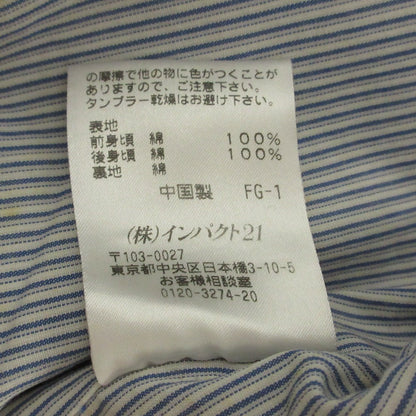 の摩擦で他の物に色がつくことが
ありますので、ご注意下さい。
タンブラー乾燥はお避け下さい。
表地
前身頃 綿 100%
後身頃 綿 100%
裏地 綿
中国製 FG-1
(株)インパクト21
〒103-0027
東京都中央区日本橋3-10-5
お客様相談室
0120-3274-20